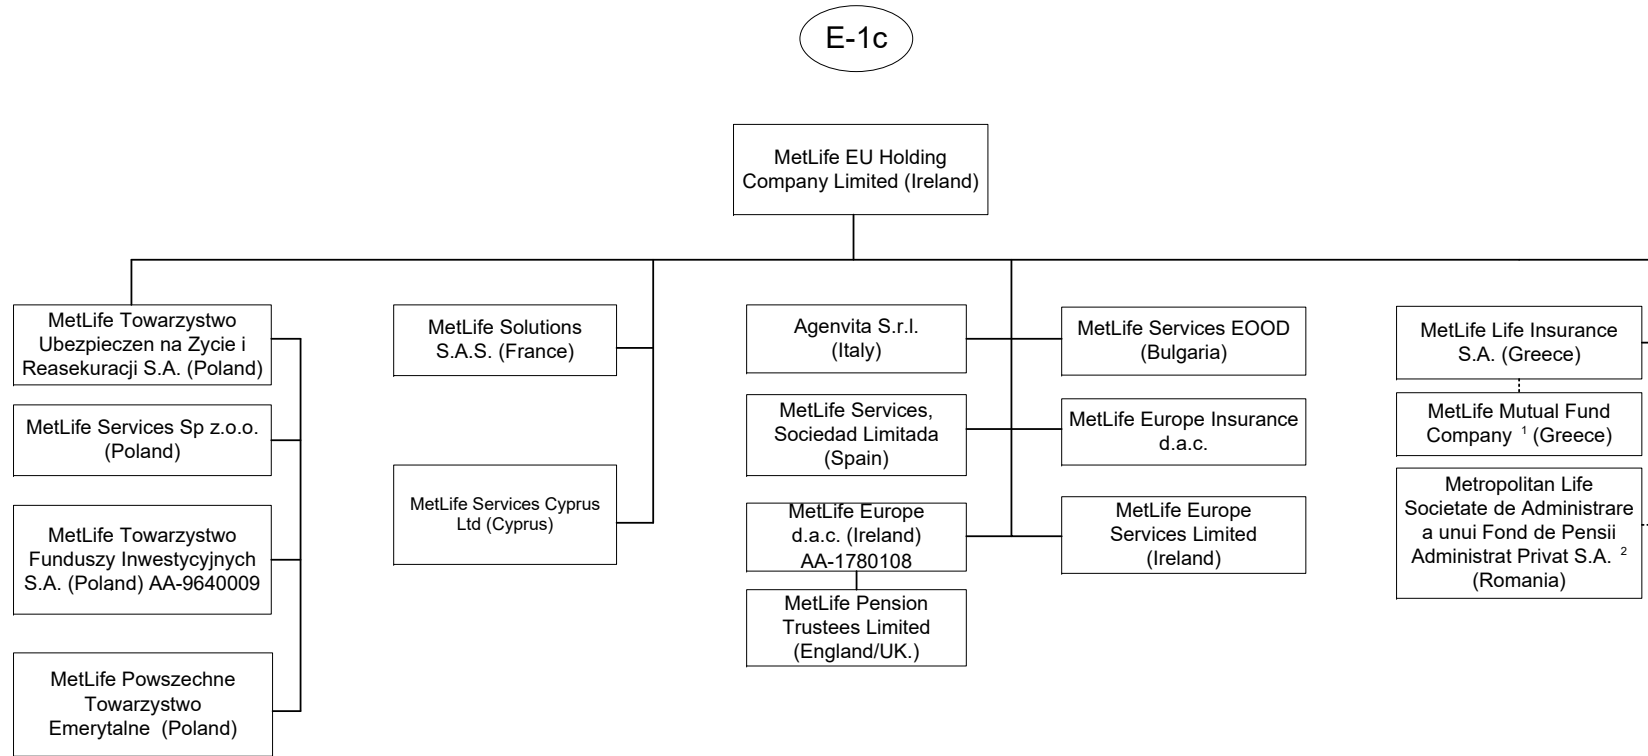 E-1c
MetLife EU Holding
Company Limited (Ireland)
MetLife Towarzystwo
Ubezpieczen na Zycie i
Reasekuracji S.A. (Poland)
MetLife Services Sp z.o.o.
(Poland)
MetLife Towarzystwo
Funduszy Inwestycyjnych
S.A. (Poland) AA-9640009
MetLife Powszechne
Towarzystwo
Emerytalne (Poland)
MetLife Solutions
S.A.S. (France)
MetLife Services Cyprus
Ltd (Cyprus)
Agenvita S.r.l.
(Italy)
MetLife Services,
Sociedad Limitada
(Spain)
MetLife Europe
d.a.c. (Ireland)
AA-1780108
MetLife Pension
Trustees Limited
(England/UK.)
MetLife Services EOOD
(Bulgaria)
MetLife Europe Insurance
d.a.c.
MetLife Europe
Services Limited
(Ireland)
MetLife Life Insurance
S.A. (Greece)
MetLife Mutual Fund
Company ¹ (Greece)
Metropolitan Life
Societate de Administrare
a unui Fond de Pensii
Administrat Privat S.A. ²
(Romania)